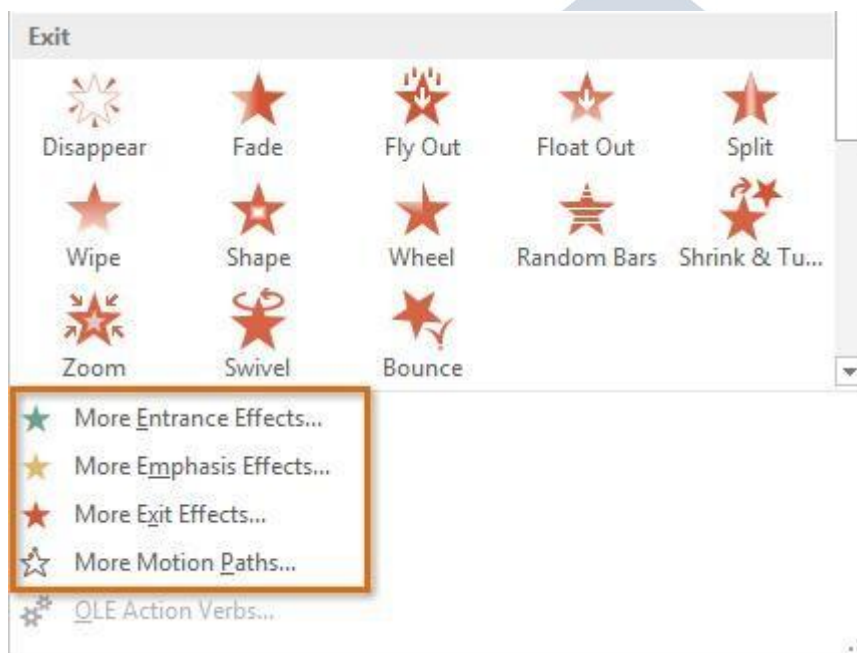 Exit
Disappear Fade Fly Out Float Out Split
Wipe Shape Wheel Random Bars Shrink & Tu...
Zoom Swivel Bounce
More Entrance Effects...
More Emphasis Effects...
More Exit Effects...
More Motion Paths...
OLE Action Verbs...